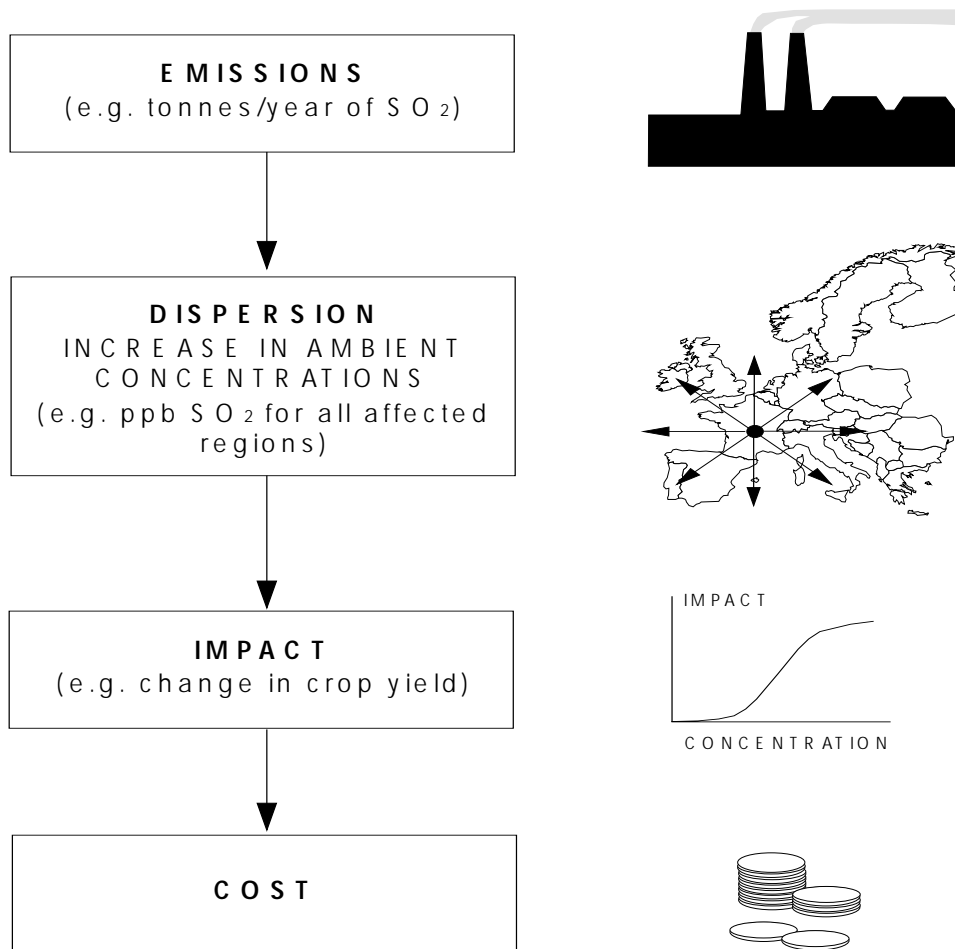 EMISSIONS
(e.g. tonnes/year of SO₂)
DISPERSION
INCREASE IN AMBIENT
CONCENTRATIONS
(e.g. ppb SO₂ for all affected
regions)
IMPACT
CONCENTRATION
IMPACT
(e.g. change in crop yield)
COST